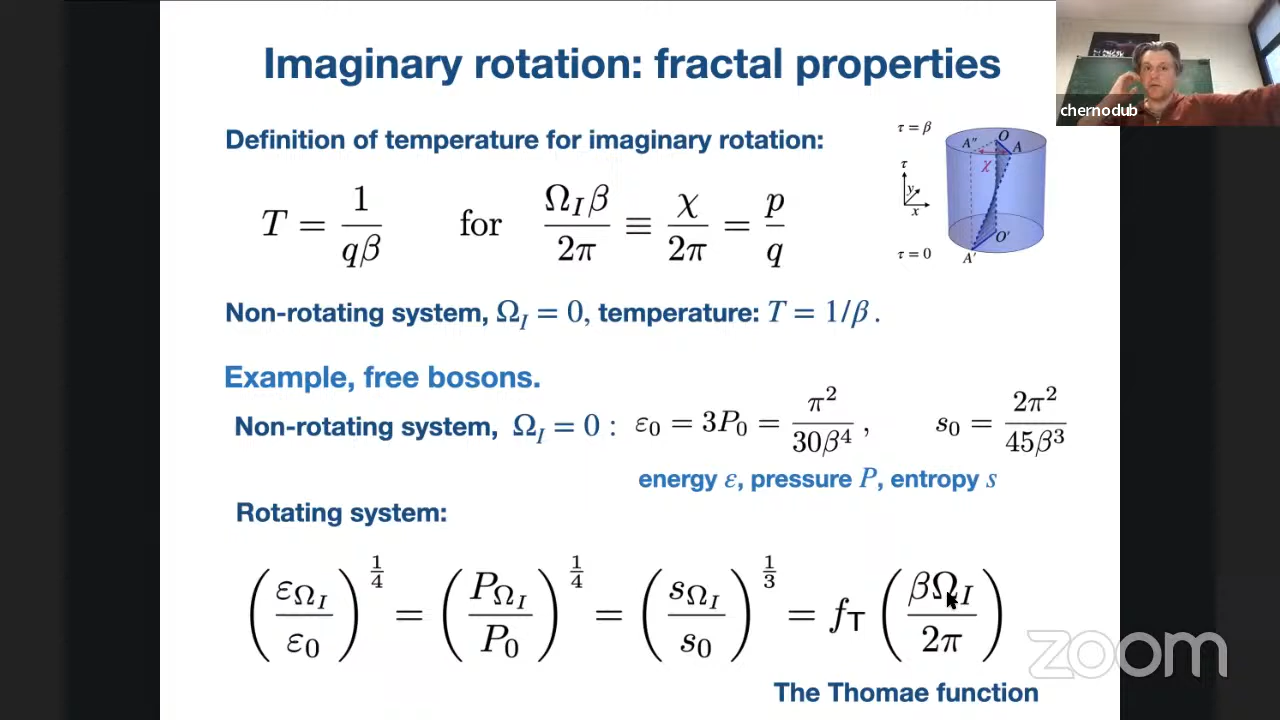 Imaginary rotation: fractal properties
chernodub
Definition of temperature for imaginary rotation:
T = 1/(qβ) for Ω_I β/2π ≡ χ/2π = p/q
τ = β
O
A″
A
χ
τ
y
x
O′
τ = 0
A′
Non-rotating system, Ω_I = 0, temperature: T = 1/β .
Example, free bosons.
Non-rotating system, Ω_I = 0 : ε₀ = 3P₀ = π²/(30β⁴) , s₀ = 2π²/(45β³)
energy ε, pressure P, entropy s
Rotating system:
(ε_{Ω_I}/ε₀)^{1/4} = (P_{Ω_I}/P₀)^{1/4} = (s_{Ω_I}/s₀)^{1/3} = f_T (βΩ_I/2π)
zoom
The Thomae function